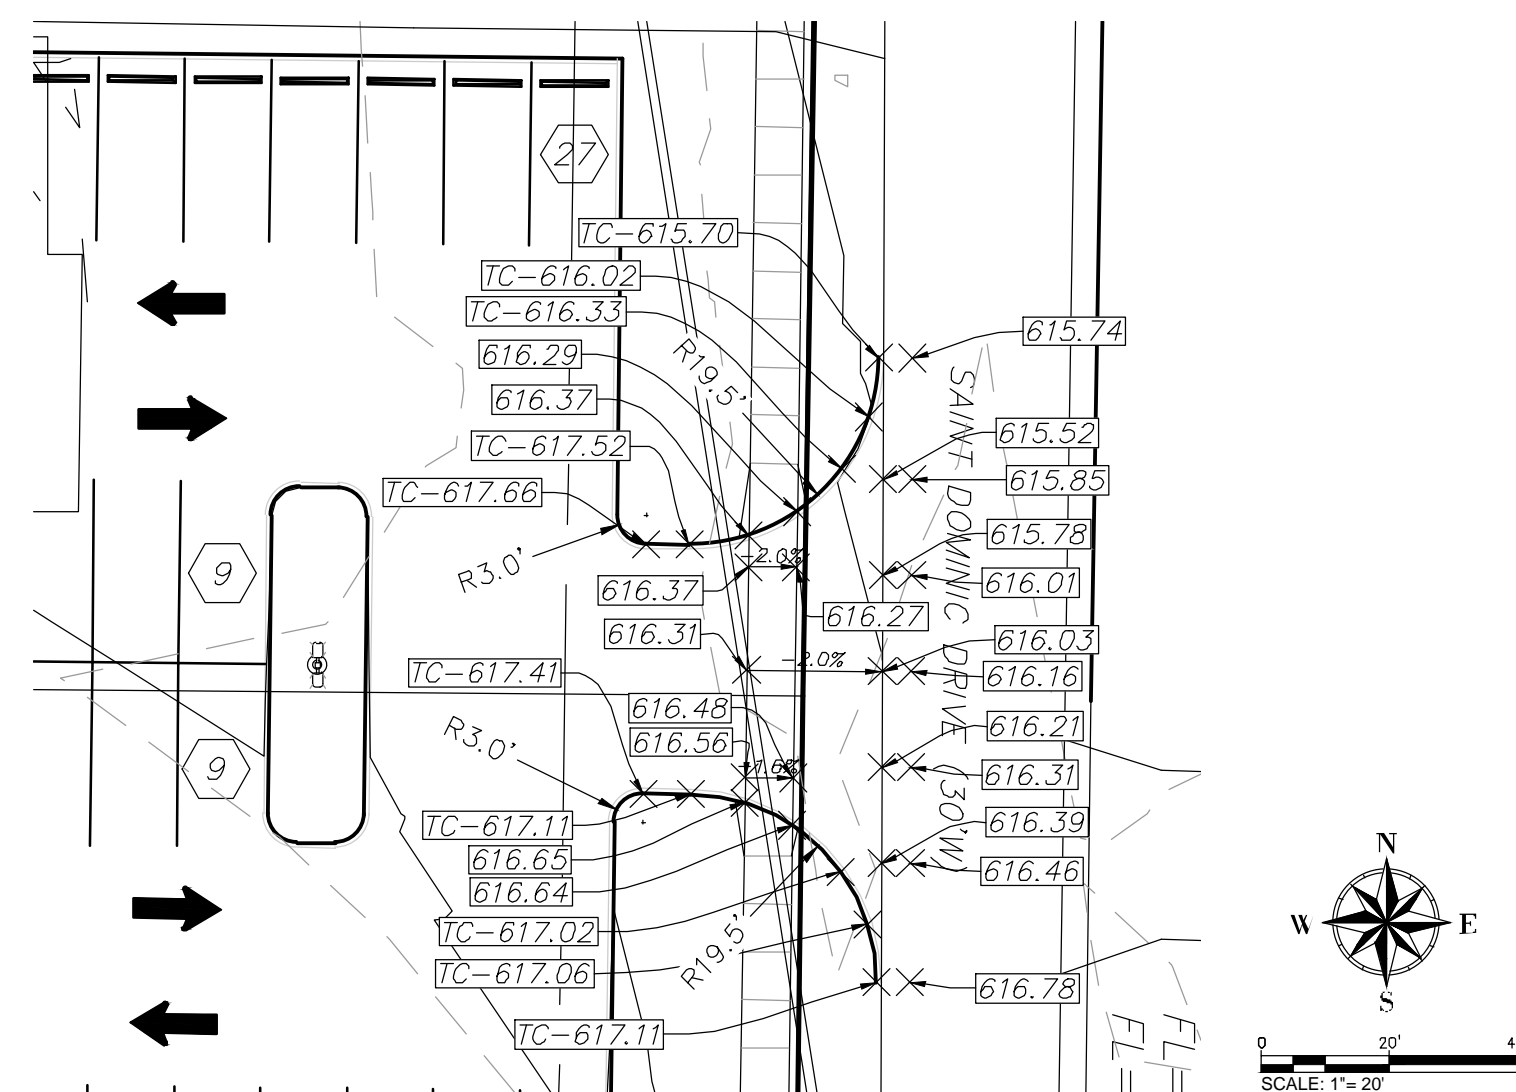 27
TC-615.70
TC-616.02
TC-616.33
616.29
616.37
TC-617.52
TC-617.66
R19.5'
R3.0'
615.74
615.52
615.85
615.78
616.01
SAINT DOMINIC DRIVE (30'W)
-2.0%
616.37
616.27
616.31
-2.0%
616.03
616.16
9
9
TC-617.41
616.48
616.56
R3.0'
-1.6%
616.21
616.31
616.39
616.46
TC-617.11
616.65
616.64
TC-617.02
TC-617.06
R19.5'
TC-617.11
616.78
FL
FL
N
W
E
S
0 20' 4
SCALE: 1"= 20'